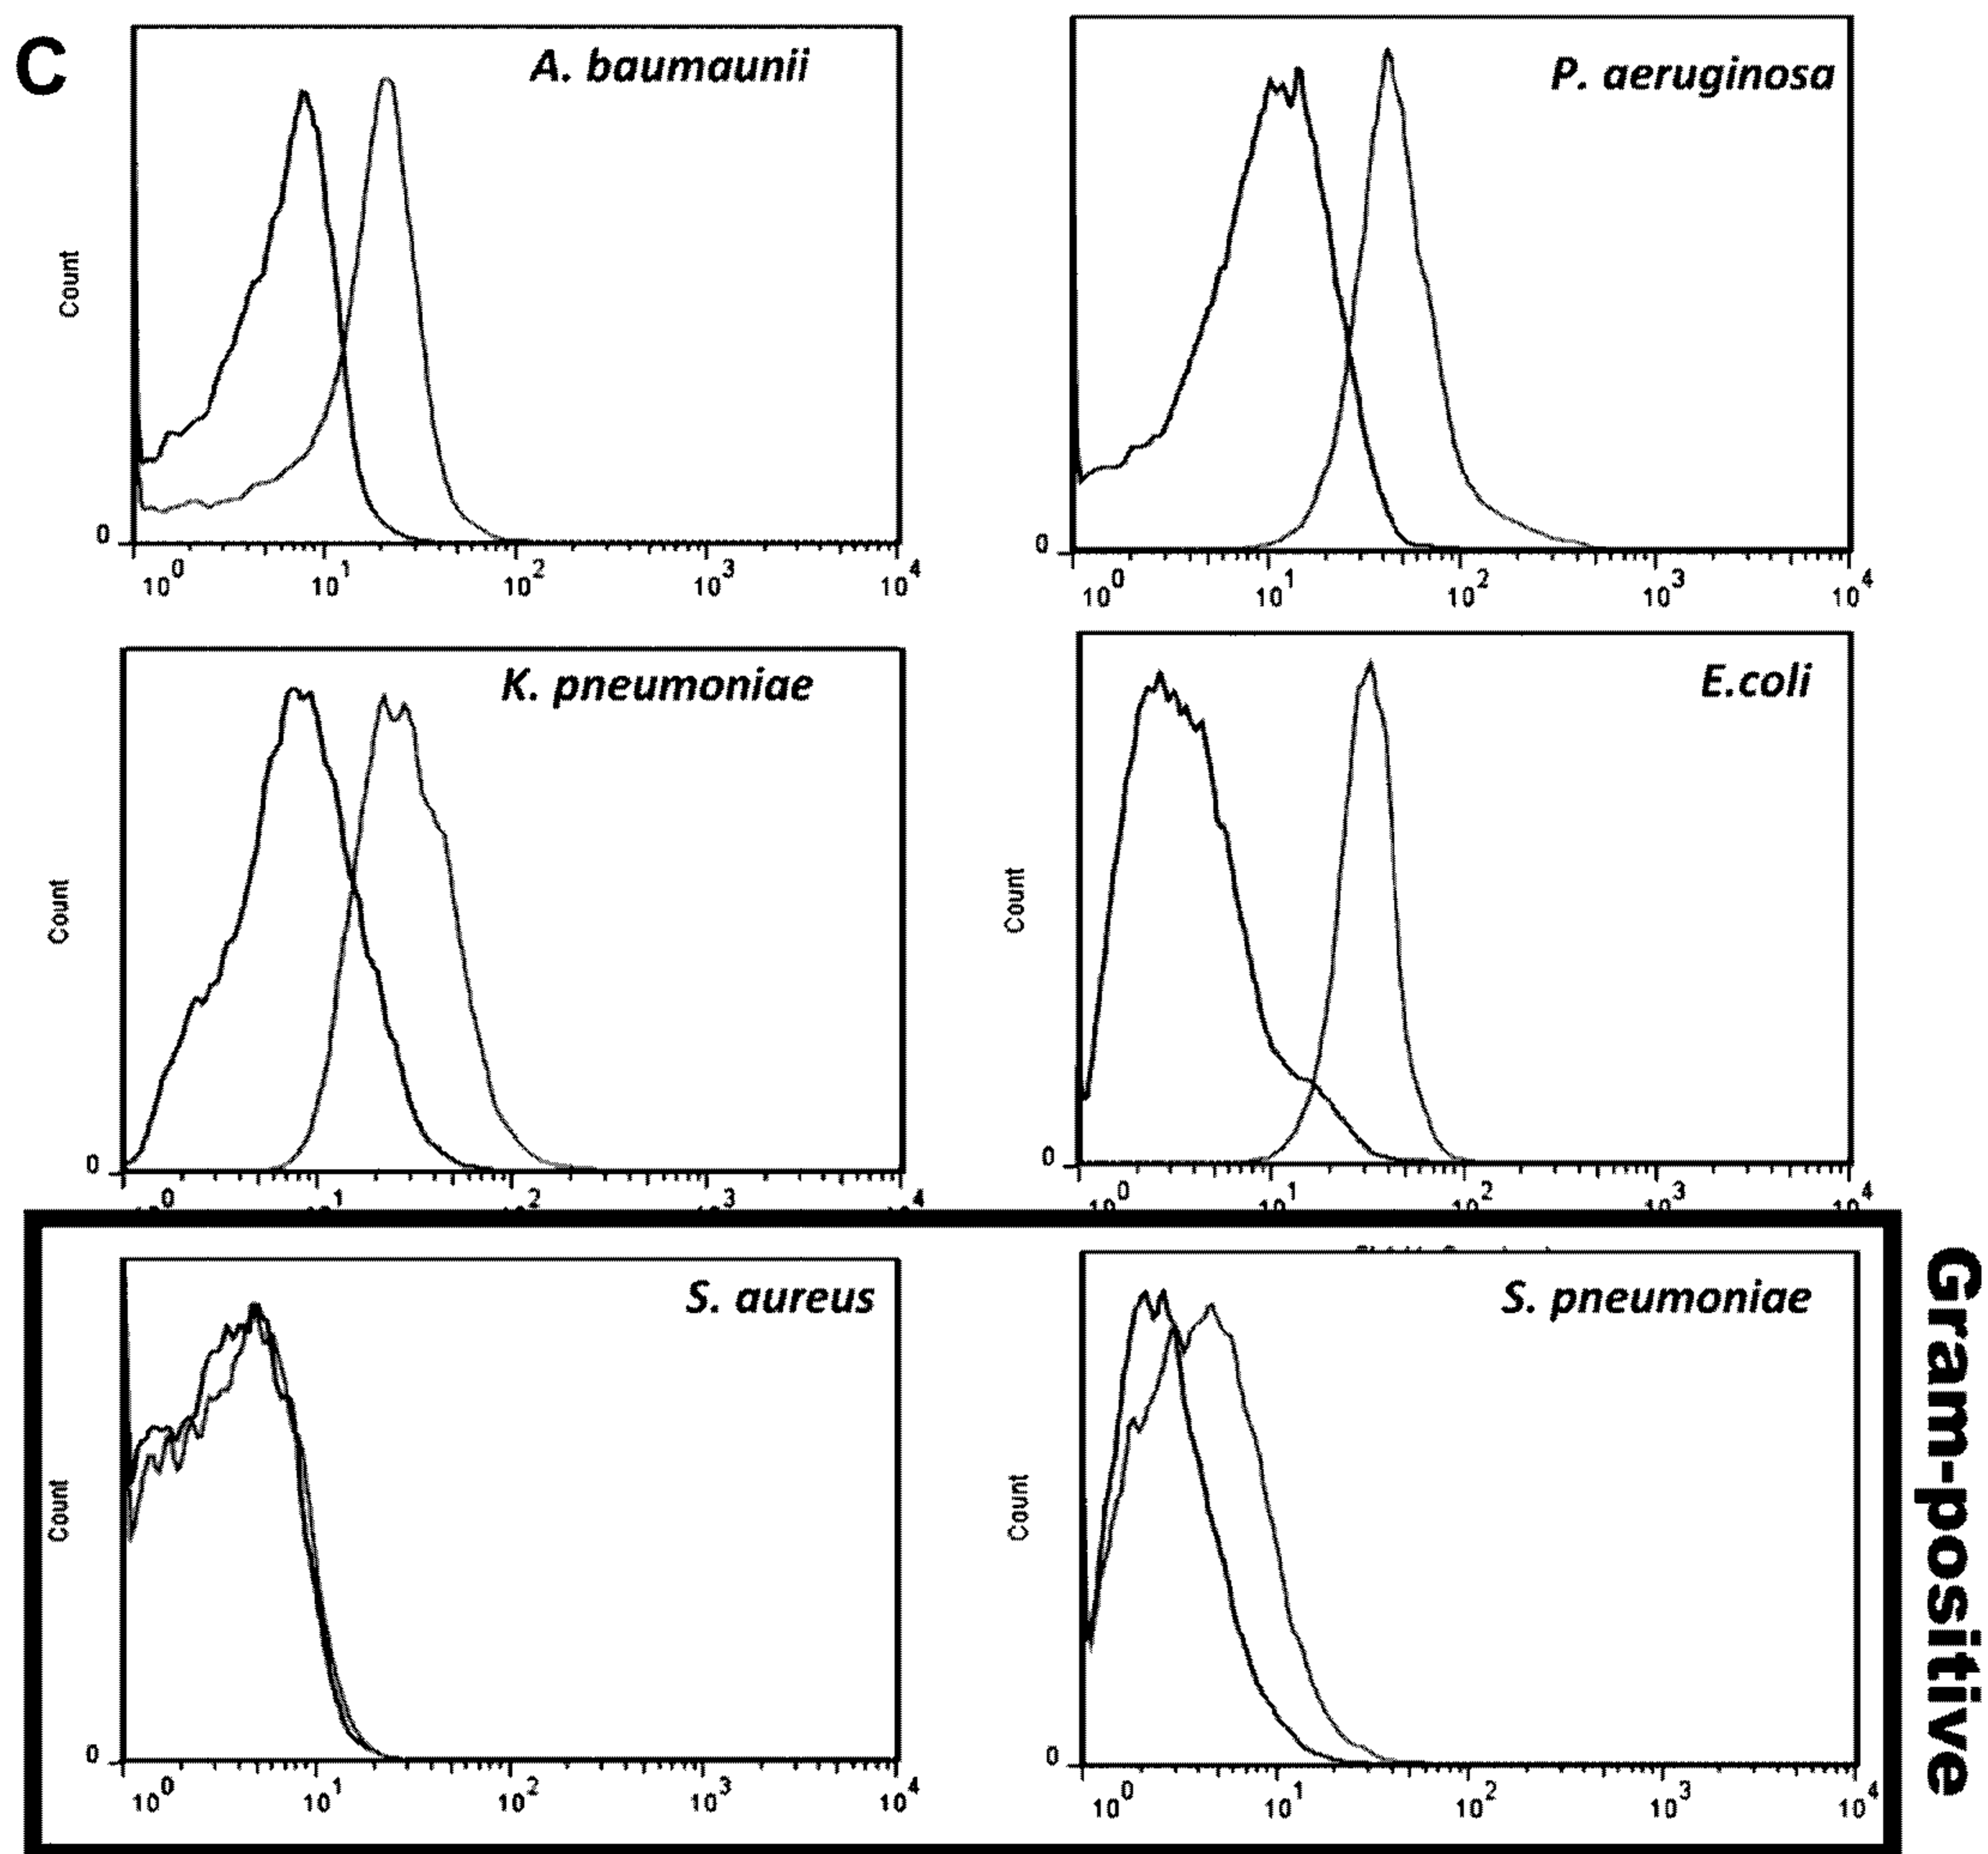 C
A. baumaunii
Count
0
10^0 10^1 10^2 10^3 10^4
P. aeruginosa
0
10^0 10^1 10^2 10^3 10^4
K. pneumoniae
Count
0
E.coli
Count
0
10^0 10^1 10^2 10^3 10^4
S. aureus
Count
0
10^0 10^1 10^2 10^3 10^4
S. pneumoniae
Count
0
10^0 10^1 10^2 10^3 10^4
Gram-positive